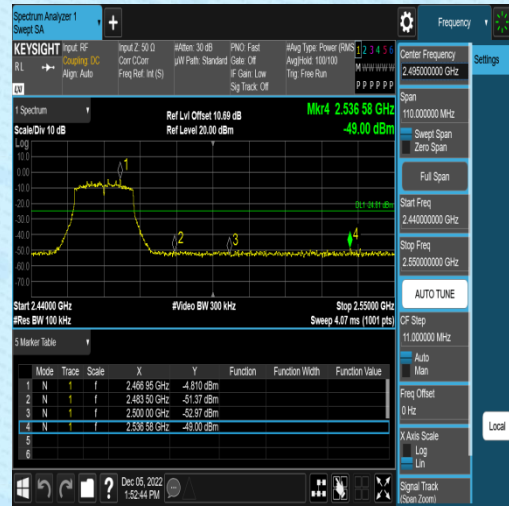 Spectrum Analyzer 1
Swept SA
+
Frequency
KEYSIGHT
R L
Input: RF
Coupling: DC
Align: Auto
Input Z: 50 Ω
Corr CCorr
Freq Ref: Int (S)
#Atten: 30 dB
µW Path: Standard
PNO: Fast
Gate: Off
IF Gain: Low
Sig Track: Off
#Avg Type: Power (RMS
Avg|Hold: 100/100
Trig: Free Run
1 2 3 4 5 6
M W W W W W
P P P P P P
LXI
1 Spectrum
Scale/Div 10 dB
Ref Lvl Offset 10.69 dB
Ref Level 20.00 dBm
Mkr4 2.536 58 GHz
-49.00 dBm
Log
10.0
0.00
-10.0
-20.0
-30.0
-40.0
-50.0
-60.0
-70.0
1
2
3
4
Start 2.44000 GHz
#Res BW 100 kHz
#Video BW 300 kHz
Stop 2.55000 GHz
Sweep 4.07 ms (1001 pts)
5 Marker Table
Mode Trace Scale X Y Function Function Width Function Value
1 N 1 f 2.466 95 GHz -4.810 dBm
2 N 1 f 2.483 50 GHz -51.37 dBm
3 N 1 f 2.500 00 GHz -52.97 dBm
4 N 1 f 2.536 58 GHz -49.00 dBm
5
6
Dec 05, 2022
1:52:44 PM
Center Frequency
2.495000000 GHz
Span
110.000000 MHz
Swept Span
Zero Span
Full Span
Start Freq
2.440000000 GHz
Stop Freq
2.550000000 GHz
AUTO TUNE
CF Step
11.000000 MHz
Auto
Man
Freq Offset
0 Hz
X Axis Scale
Log
Lin
Signal Track
(Span Zoom)
Settings
Local